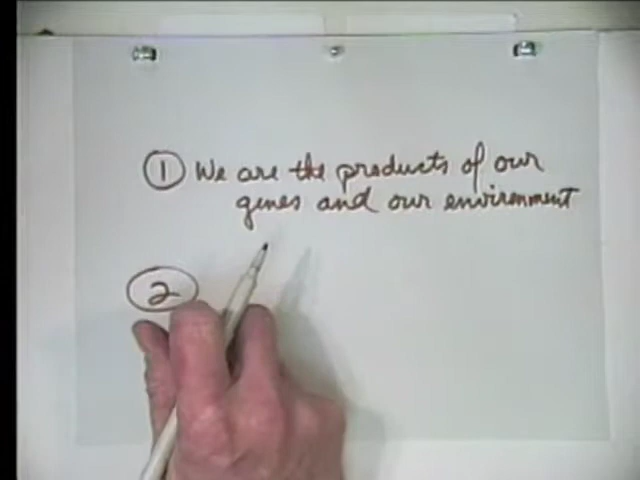 ① We are the products of our
genes and our environment
②